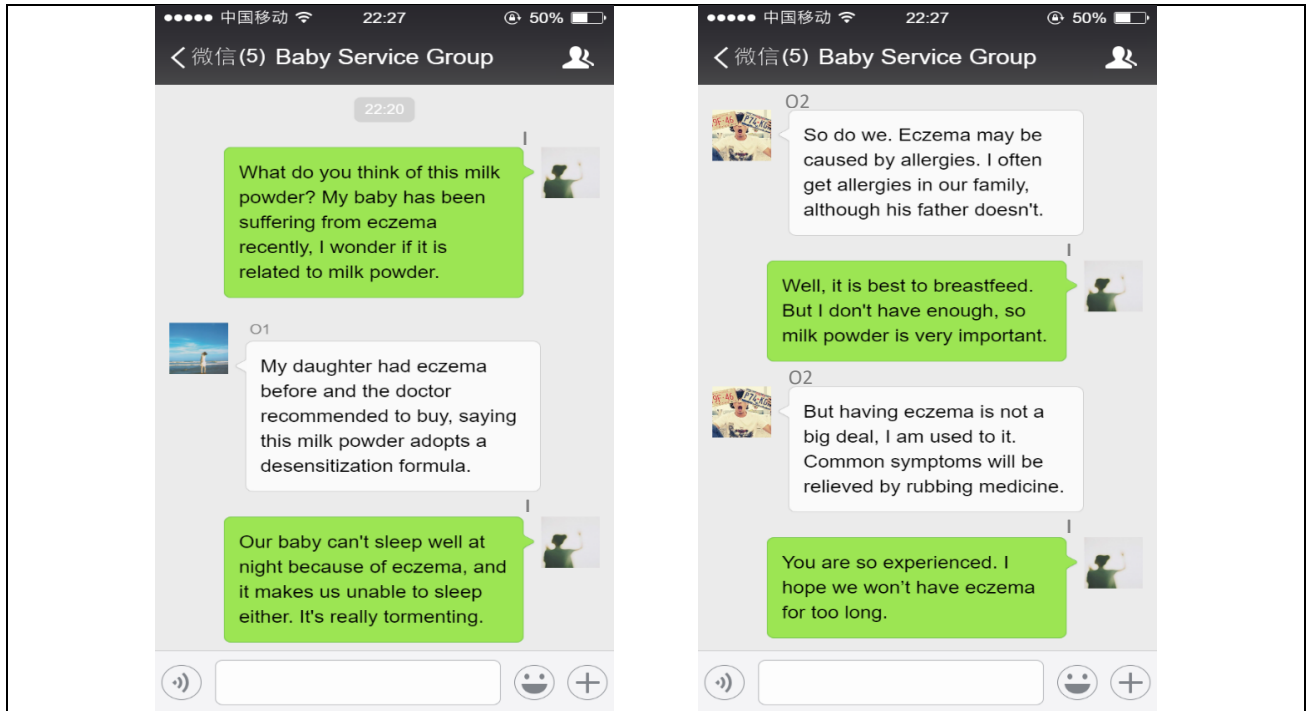 中国移动 22:27 50%
微信(5) Baby Service Group
22:20
I
What do you think of this milk
powder? My baby has been
suffering from eczema
recently, I wonder if it is
related to milk powder.
O1
My daughter had eczema
before and the doctor
recommended to buy, saying
this milk powder adopts a
desensitization formula.
I
Our baby can't sleep well at
night because of eczema, and
it makes us unable to sleep
either. It's really tormenting.
中国移动 22:27 50%
微信(5) Baby Service Group
O2
So do we. Eczema may be
caused by allergies. I often
get allergies in our family,
although his father doesn't.
I
Well, it is best to breastfeed.
But I don't have enough, so
milk powder is very important.
O2
But having eczema is not a
big deal, I am used to it.
Common symptoms will be
relieved by rubbing medicine.
I
You are so experienced. I
hope we won’t have eczema
for too long.